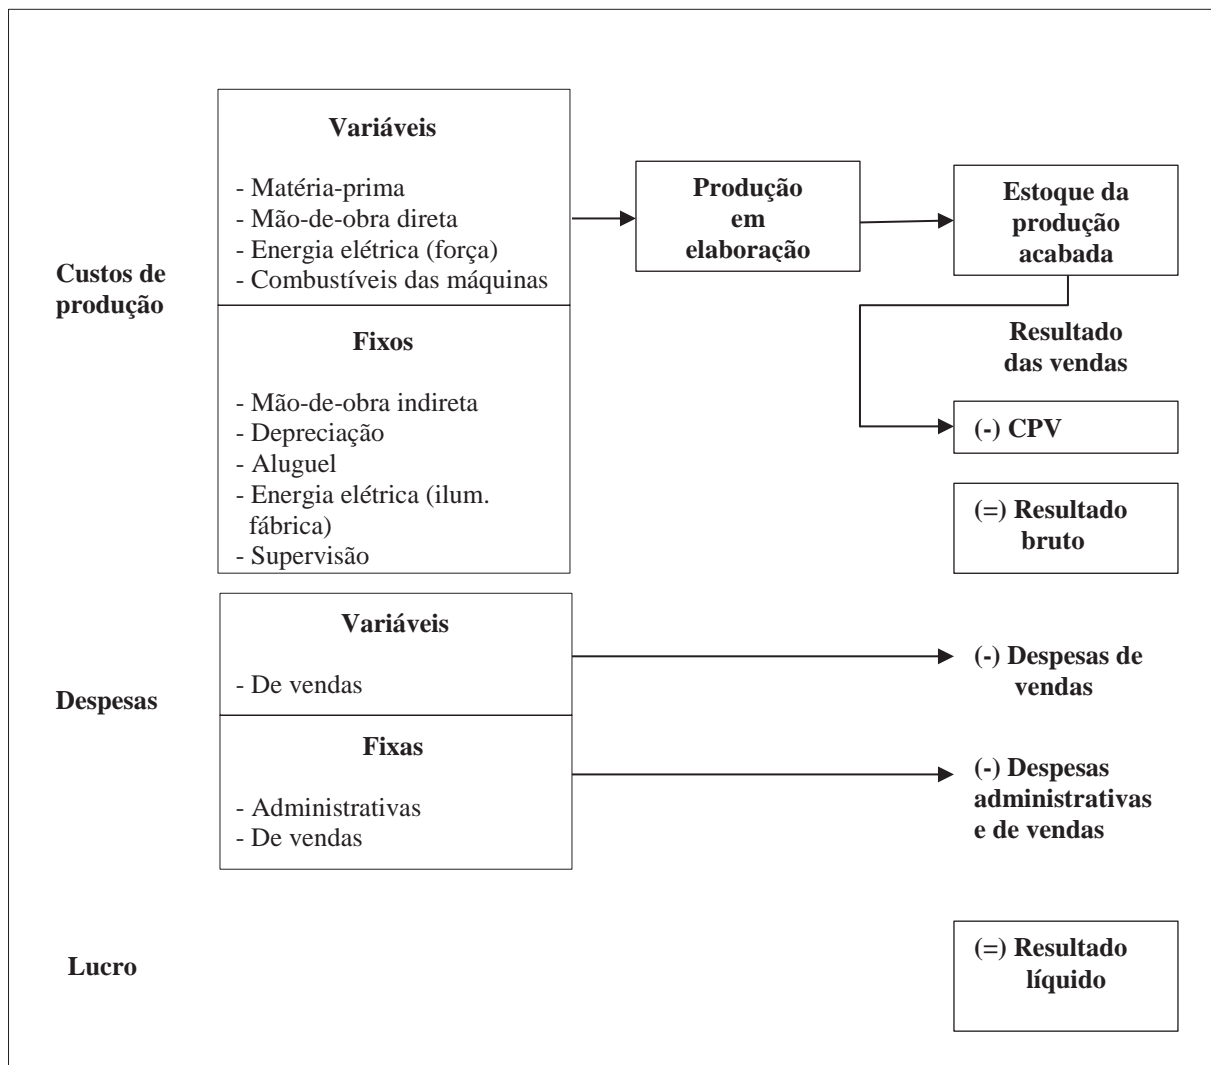 Custos de
produção
Variáveis
- Matéria-prima
- Mão-de-obra direta
- Energia elétrica (força)
- Combustíveis das máquinas
Fixos
- Mão-de-obra indireta
- Depreciação
- Aluguel
- Energia elétrica (ilum.
fábrica)
- Supervisão
Produção
em
elaboração
Estoque da
produção
acabada
Resultado
das vendas
(-) CPV
(=) Resultado
bruto
Despesas
Variáveis
- De vendas
(-) Despesas de
vendas
Fixas
- Administrativas
- De vendas
(-) Despesas
administrativas
e de vendas
Lucro
(=) Resultado
líquido